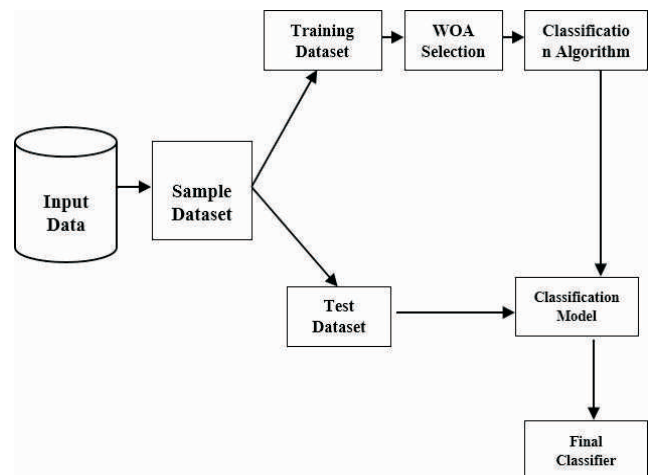 Training
Dataset
WOA
Selection
Classificatio
n Algorithm
Input
Data
Sample
Dataset
Test
Dataset
Classification
Model
Final
Classifier